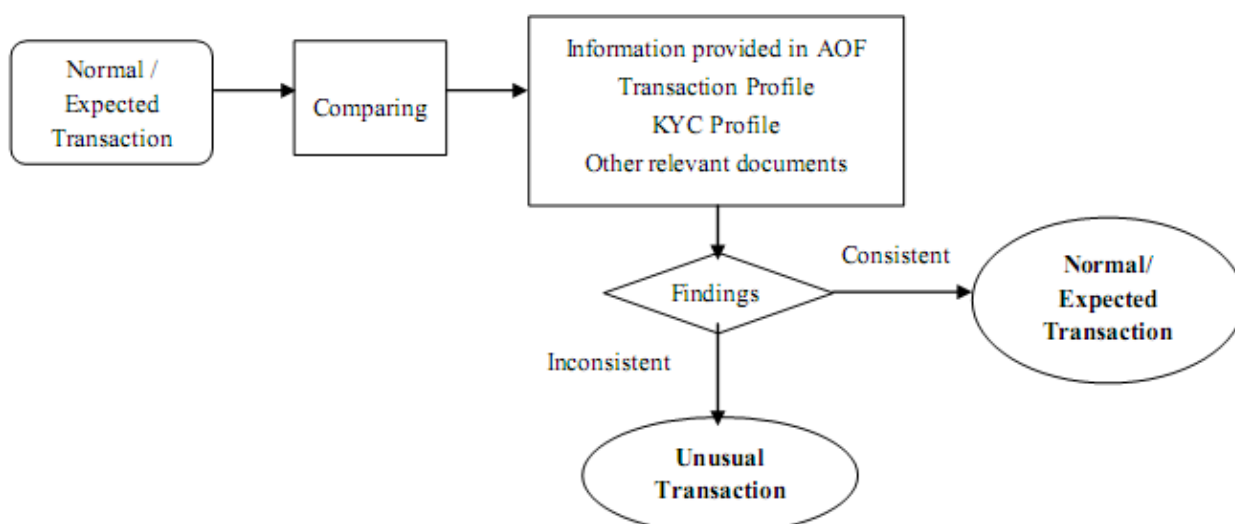 Normal /
Expected
Transaction
Comparing
Information provided in AOF
Transaction Profile
KYC Profile
Other relevant documents
Findings
Consistent
Normal/
Expected
Transaction
Inconsistent
Unusual
Transaction